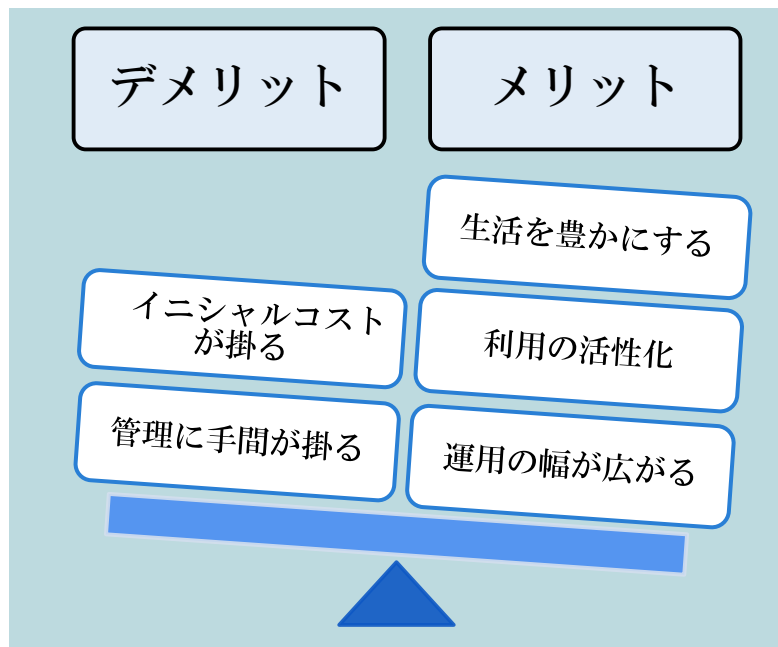 デメリット
メリット
生活を豊かにする
イニシャルコスト
が掛る
利用の活性化
管理に手間が掛る
運用の幅が広がる